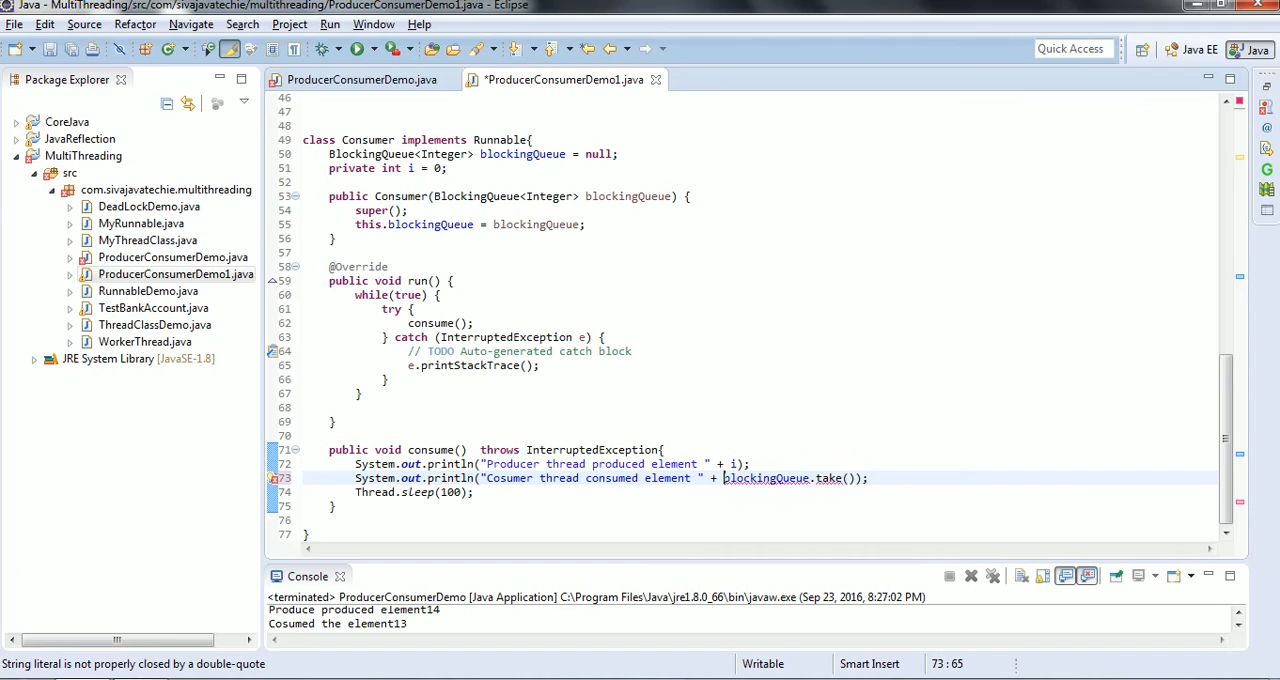 Java - MultiThreading/src/com/sivajavatechie/multithreading/ProducerConsumerDemo1.java - Eclipse
File Edit Source Refactor Navigate Search Project Run Window Help
Quick Access Java EE Java
Package Explorer
CoreJava
JavaReflection
MultiThreading
src
com.sivajavatechie.multithreading
DeadLockDemo.java
MyRunnable.java
MyThreadClass.java
ProducerConsumerDemo.java
ProducerConsumerDemo1.java
RunnableDemo.java
TestBankAccount.java
ThreadClassDemo.java
WorkerThread.java
JRE System Library [JavaSE-1.8]
ProducerConsumerDemo.java *ProducerConsumerDemo1.java
46
47
48
49 class Consumer implements Runnable{
50 BlockingQueue<Integer> blockingQueue = null;
51 private int i = 0;
52
53 public Consumer(BlockingQueue<Integer> blockingQueue) {
54 super();
55 this.blockingQueue = blockingQueue;
56 }
57
58 @Override
59 public void run() {
60 while(true) {
61 try {
62 consume();
63 } catch (InterruptedException e) {
64 // TODO Auto-generated catch block
65 e.printStackTrace();
66 }
67 }
68
69 }
70
71 public void consume()  throws InterruptedException{
72 System.out.println("Producer thread produced element " + i);
73 System.out.println("Cosumer thread consumed element " + blockingQueue.take());
74 Thread.sleep(100);
75 }
76
77 }
Console
<terminated> ProducerConsumerDemo [Java Application] C:\Program Files\Java\jre1.8.0_66\bin\javaw.exe (Sep 23, 2016, 8:27:02 PM)
Produce produced element14
Cosumed the element13
String literal is not properly closed by a double-quote Writable Smart Insert 73 : 65